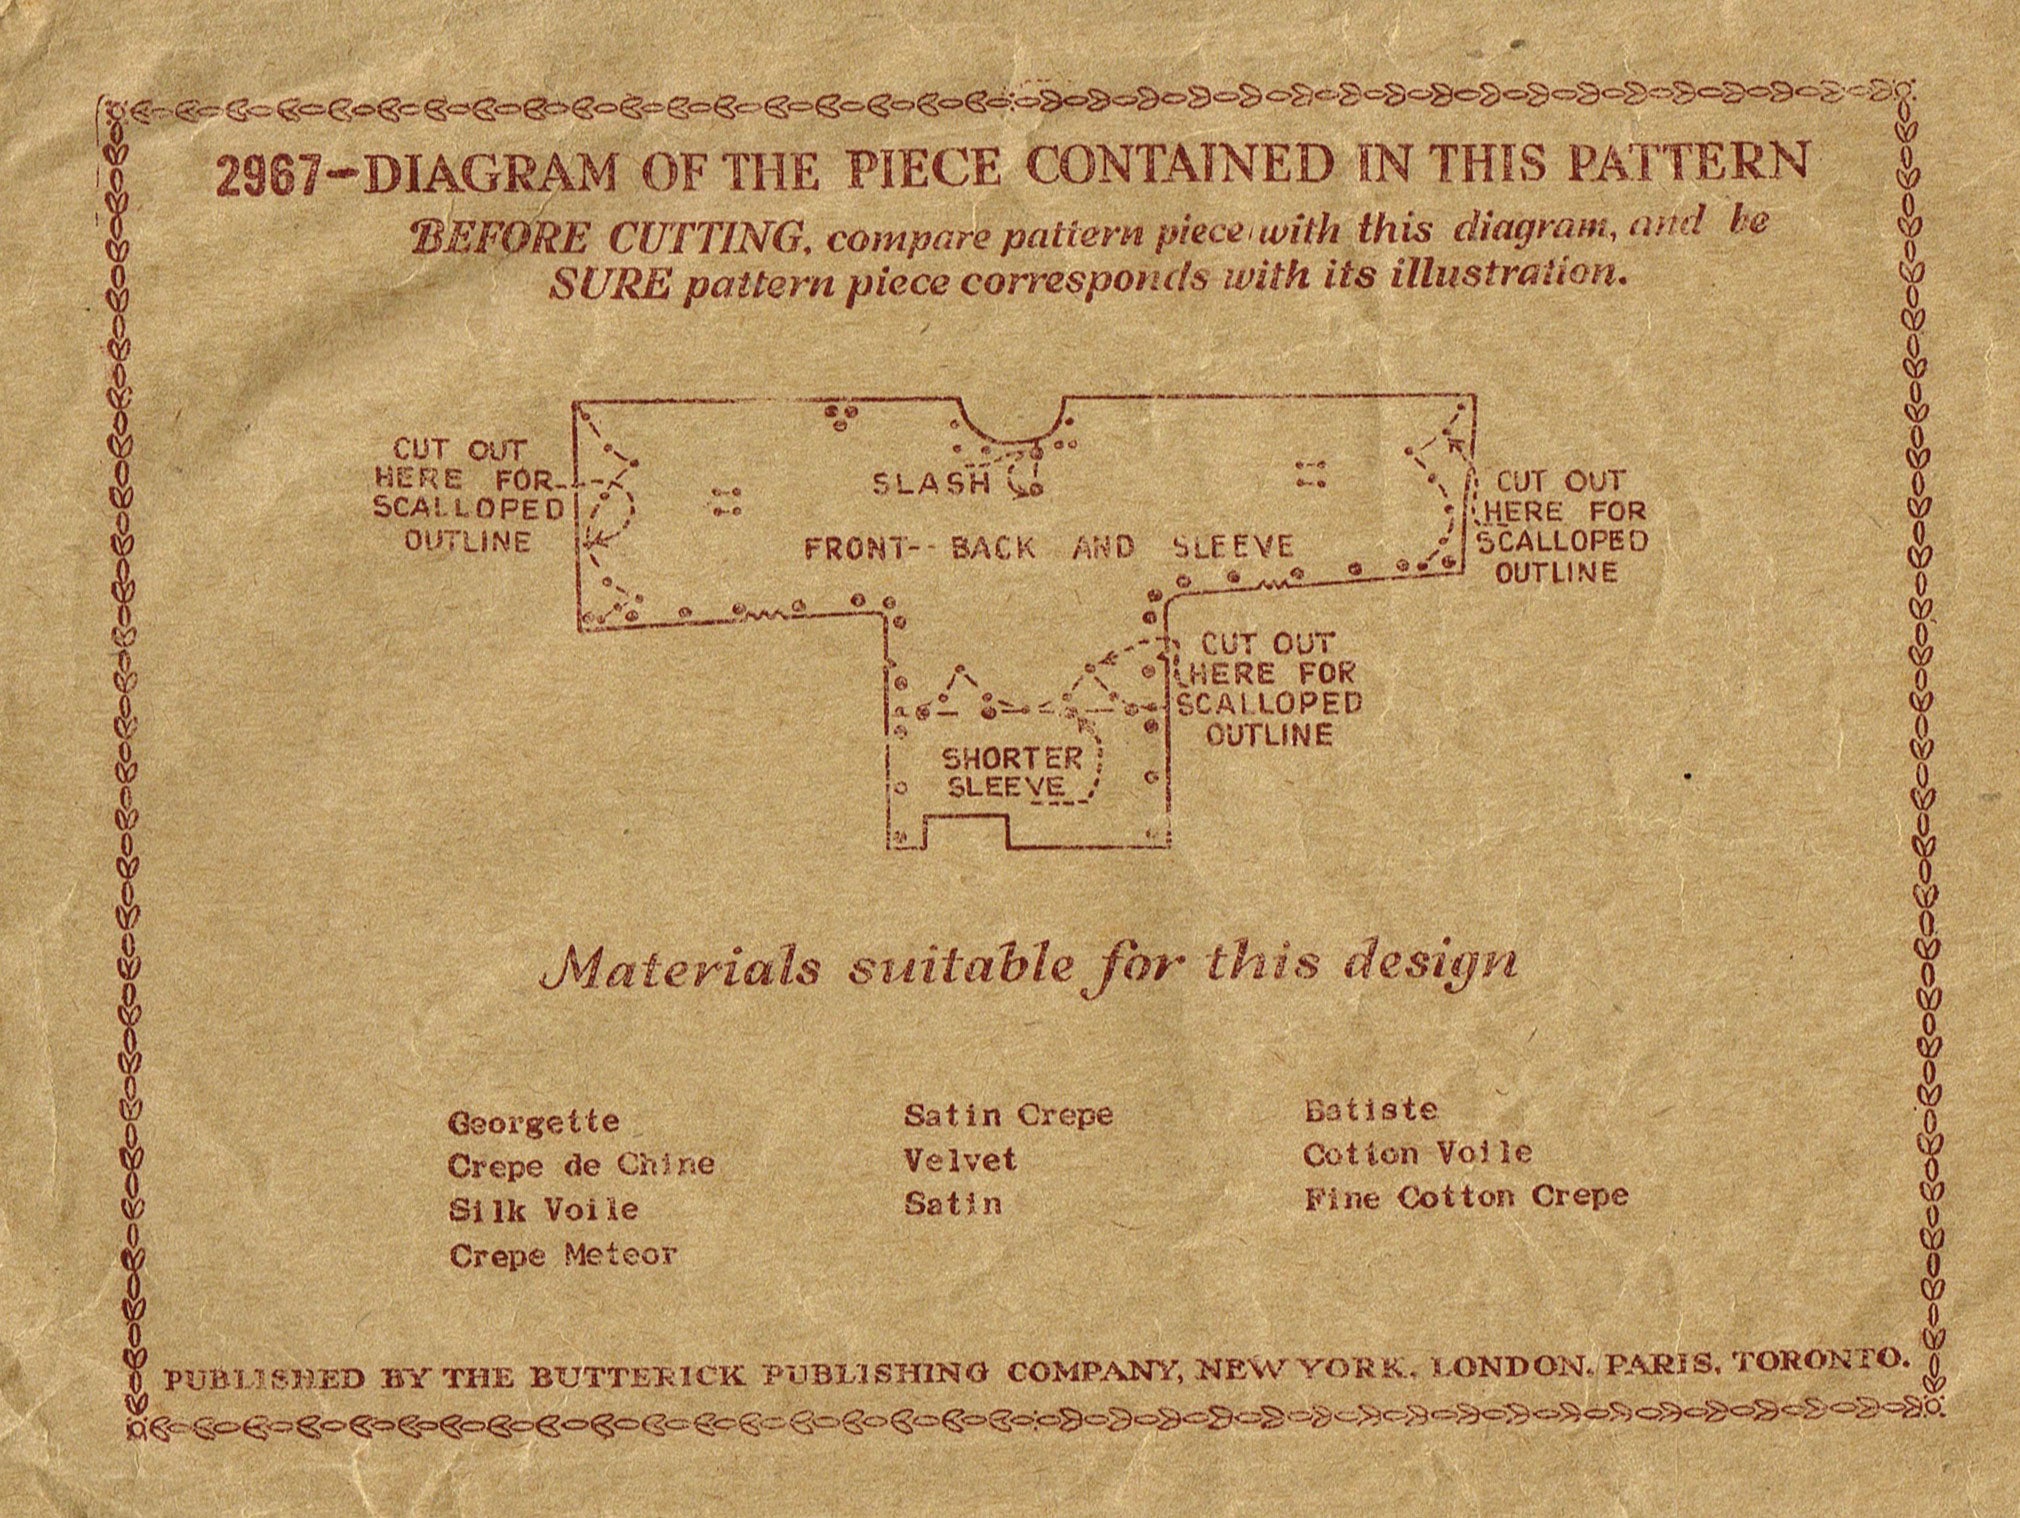 2967-DIAGRAM OF THE PIECE CONTAINED IN THIS PATTERN
BEFORE CUTTING, compare pattern piece with this diagram, and be
SURE pattern piece corresponds with its illustration.
CUT OUT
HERE FOR
SCALLOPED
OUTLINE
SLASH
CUT OUT
HERE FOR
SCALLOPED
OUTLINE
FRONT-- BACK AND SLEEVE
CUT OUT
HERE FOR
SCALLOPED
OUTLINE
SHORTER
SLEEVE
Materials suitable for this design
Georgette
Crepe de Chine
Silk Voile
Crepe Meteor
Satin Crepe
Velvet
Satin
Batiste
Cotton Voile
Fine Cotton Crepe
PUBLISHED BY THE BUTTERICK PUBLISHING COMPANY, NEW YORK, LONDON, PARIS, TORONTO.